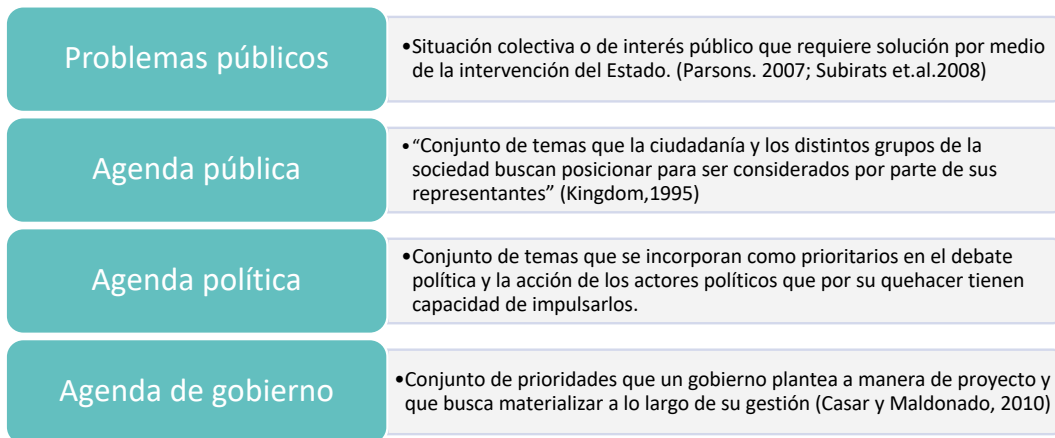 Problemas públicos
•Situación colectiva o de interés público que requiere solución por medio
de la intervención del Estado. (Parsons. 2007; Subirats et.al.2008)
Agenda pública
•“Conjunto de temas que la ciudadanía y los distintos grupos de la
sociedad buscan posicionar para ser considerados por parte de sus
representantes” (Kingdom,1995)
Agenda política
•Conjunto de temas que se incorporan como prioritarios en el debate
política y la acción de los actores políticos que por su quehacer tienen
capacidad de impulsarlos.
Agenda de gobierno
•Conjunto de prioridades que un gobierno plantea a manera de proyecto y
que busca materializar a lo largo de su gestión (Casar y Maldonado, 2010)